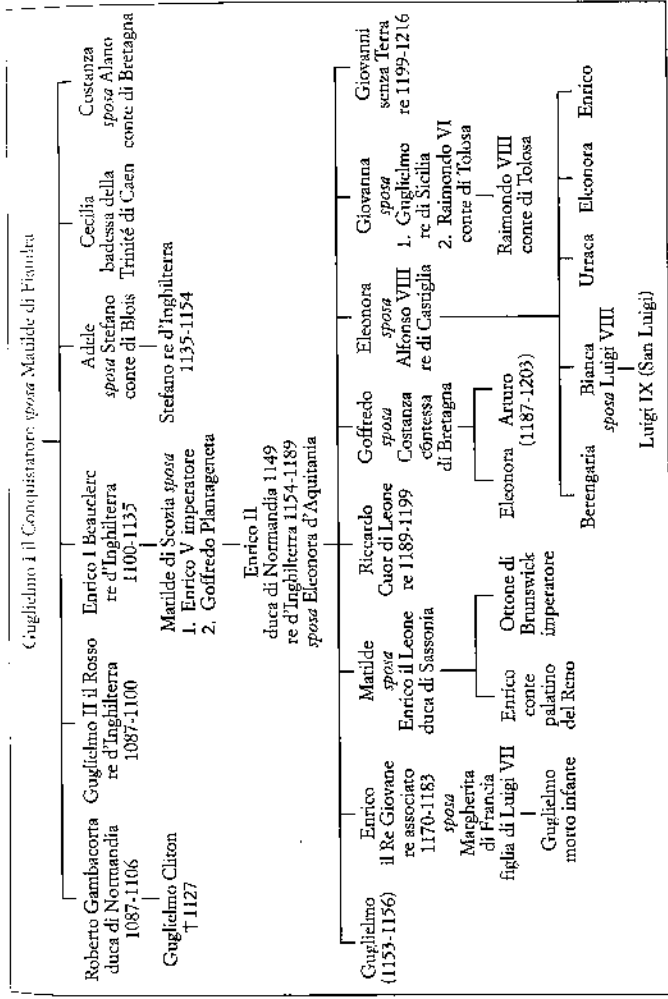 Guglielmo I il Conquistatore sposa Matilde di Fiandra
Roberto Gambacorta
duca di Normandia
1087-1106
Guglielmo Cliton
†1127
Guglielmo II il Rosso
re d'Inghilterra
1087-1100
Enrico I Beauclerc
re d'Inghilterra
1100-1135
Matilde di Scozia sposa
1. Enrico V imperatore
2. Goffredo Plantageneta
Adele
sposa Stefano
conte di Blois
Stefano re d'Inghilterra
1135-1154
Cecilia
badessa della
Trinité di Caen
Costanza
sposa Alano
conte di Bretagna
Enrico II
duca di Normandia 1149
re d'Inghilterra 1154-1189
sposa Eleonora d'Aquitania
Guglielmo
(1153-1156)
Enrico
il Re Giovane
re associato
1170-1183
sposa
Margherita
di Francia
figlia di Luigi VII
Guglielmo
morto infante
Matilde
sposa
Enrico il Leone
duca di Sassonia
Enrico
conte
palatino
del Reno
Ottone di
Brunswick
imperatore
Riccardo
Cuor di Leone
re 1189-1199
Goffredo
sposa
Costanza
contessa
di Bretagna
Eleonora
Arturo
(1187-1203)
Eleonora
sposa
Alfonso VIII
re di Castiglia
Berengaria
Bianca
sposa Luigi VIII
Luigi IX (San Luigi)
Urraca
Eleonora
Enrico
Giovanna
sposa
1. Guglielmo
re di Sicilia
2. Raimondo VI
conte di Tolosa
Raimondo VIII
conte di Tolosa
Giovanni
senza Terra
re 1199-1216